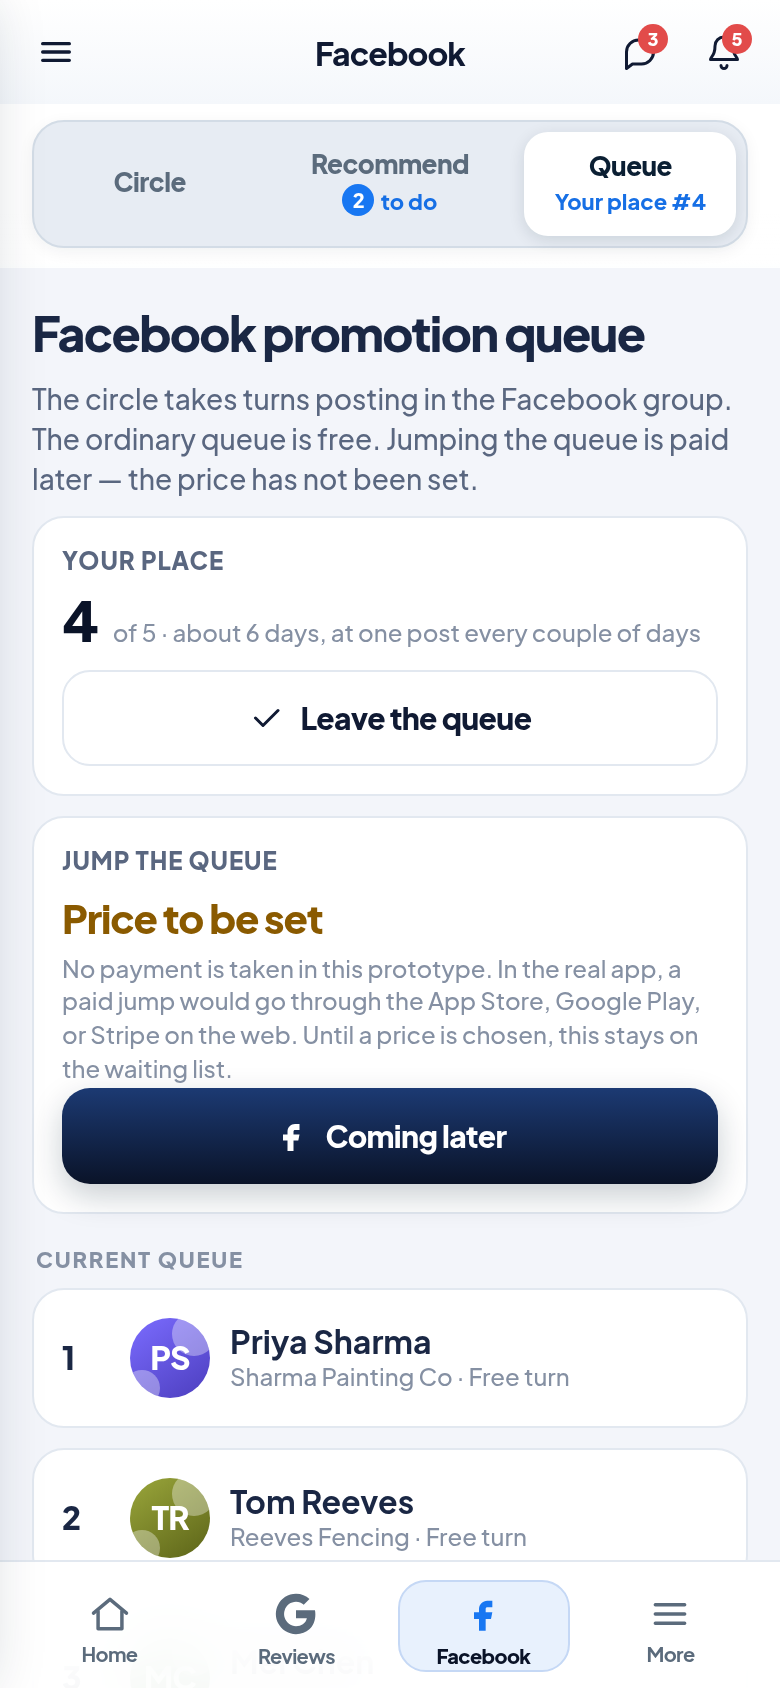 Facebook
3
5
Circle
Recommend
2 to do
Queue
Your place #4
Facebook promotion queue
The circle takes turns posting in the Facebook group.
The ordinary queue is free. Jumping the queue is paid
later — the price has not been set.
YOUR PLACE
4 of 5 · about 6 days, at one post every couple of days
Leave the queue
JUMP THE QUEUE
Price to be set
No payment is taken in this prototype. In the real app, a
paid jump would go through the App Store, Google Play,
or Stripe on the web. Until a price is chosen, this stays on
the waiting list.
Coming later
CURRENT QUEUE
1
PS
Priya Sharma
Sharma Painting Co · Free turn
2
TR
Tom Reeves
Reeves Fencing · Free turn
3
MC
Home
Reviews
Facebook
More